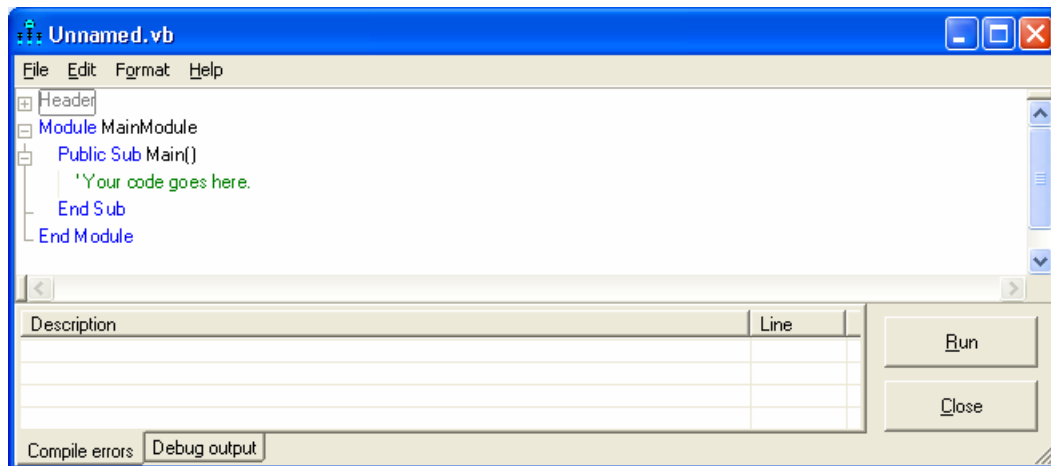 Unnamed.vb
File Edit Format Help
Header
Module MainModule
Public Sub Main()
'Your code goes here.
End Sub
End Module
Description Line
Run
Close
Compile errors Debug output